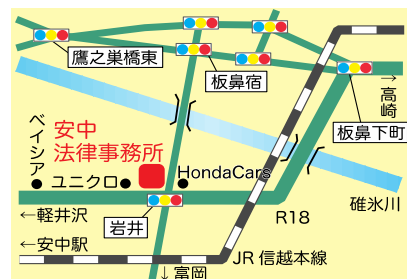 鷹之巣橋東
板鼻宿
→高崎
板鼻下町
ベイシア
安中
法律事務所
ユニクロ
HondaCars
碓氷川
←軽井沢
岩井
R18
←安中駅
JR信越本線
↓富岡